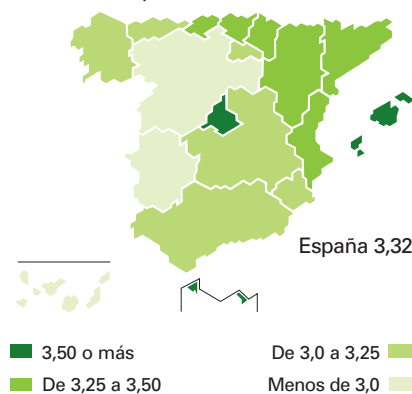 España 3,32
3,50 o más
De 3,0 a 3,25
De 3,25 a 3,50
Menos de 3,0